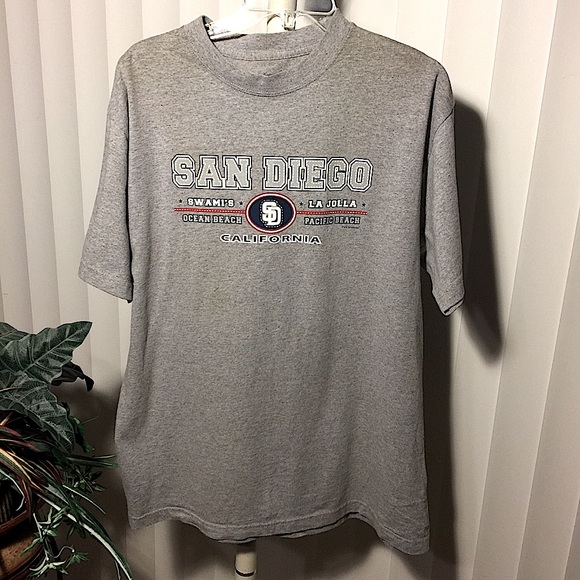 SAN DIEGO
SWAMI'S SD LA JOLLA
OCEAN BEACH PACIFIC BEACH
CALIFORNIA